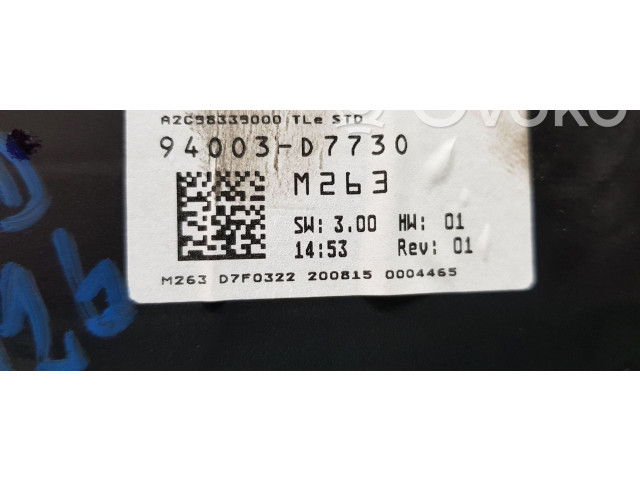 A2C98339000 TLe STD
94003-D7730
M263
SW: 3.00 HW: 01
14:53 Rev: 01
M263 D7F0322 200815 0004465
26